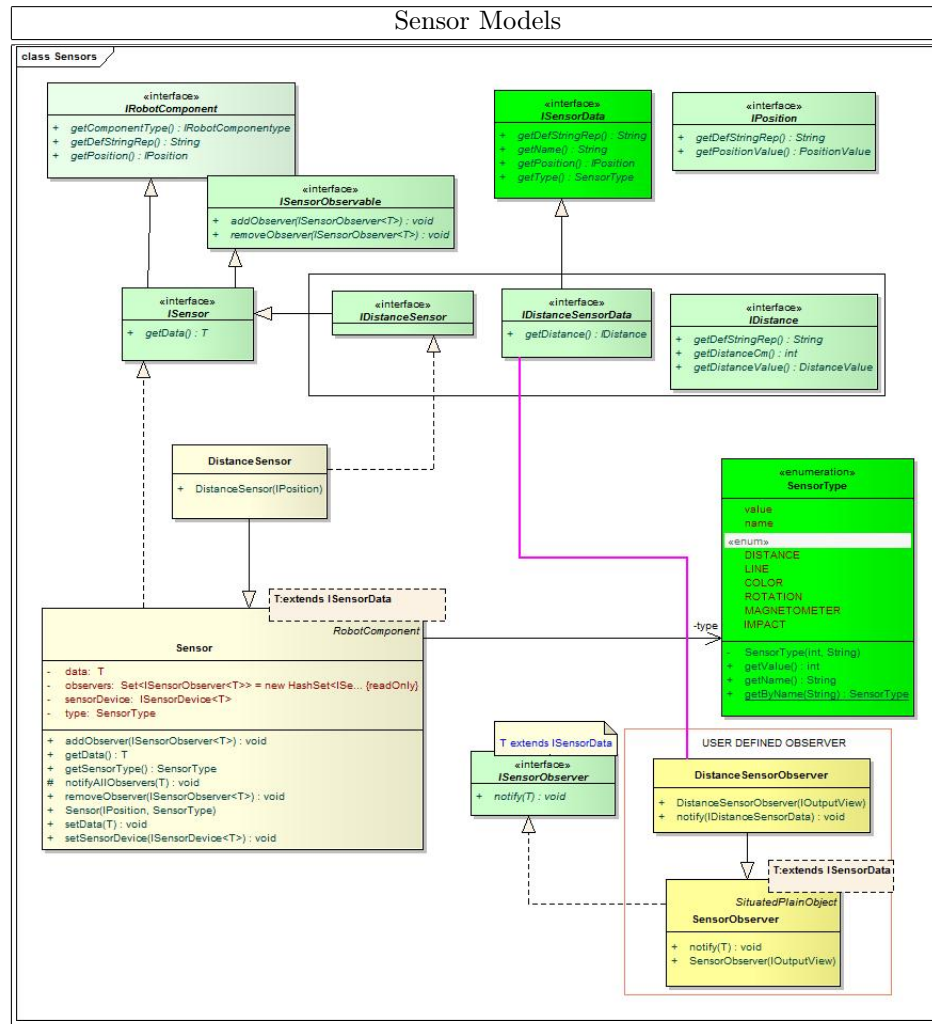 Sensor Models
class Sensors
«interface»
IRobotComponent
+ getComponentType() : IRobotComponentype
+ getDefStringRep() : String
+ getPosition() : IPosition
«interface»
ISensorData
+ getDefStringRep() : String
+ getName() : String
+ getPosition() : IPosition
+ getType() : SensorType
«interface»
IPosition
+ getDefStringRep() : String
+ getPositionValue() : PositionValue
«interface»
ISensorObservable
+ addObserver(ISensorObserver<T>) : void
+ removeObserver(ISensorObserver<T>) : void
«interface»
ISensor
+ getData() : T
«interface»
IDistanceSensor
«interface»
IDistanceSensorData
+ getDistance() : IDistance
«interface»
IDistance
+ getDefStringRep() : String
+ getDistanceCm() : int
+ getDistanceValue() : DistanceValue
DistanceSensor
+ DistanceSensor(IPosition)
«enumeration»
SensorType
value
name
«enum»
DISTANCE
LINE
COLOR
ROTATION
MAGNETOMETER
IMPACT
- SensorType(int, String)
+ getValue() : int
+ getName() : String
+ getByName(String) : SensorType
-type
T:extends ISensorData
RobotComponent
Sensor
- data: T
- observers: Set<ISensorObserver<T>> = new HashSet<ISe... {readOnly}
- sensorDevice: ISensorDevice<T>
- type: SensorType
+ addObserver(ISensorObserver<T>) : void
+ getData() : T
+ getSensorType() : SensorType
# notifyAllObservers(T) : void
+ removeObserver(ISensorObserver<T>) : void
+ Sensor(IPosition, SensorType)
+ setData(T) : void
+ setSensorDevice(ISensorDevice<T>) : void
T extends ISensorData
«interface»
ISensorObserver
+ notify(T) : void
USER DEFINED OBSERVER
DistanceSensorObserver
+ DistanceSensorObserver(IOutputView)
+ notify(IDistanceSensorData) : void
T:extends ISensorData
SituatedPlainObject
SensorObserver
+ notify(T) : void
+ SensorObserver(IOutputView)